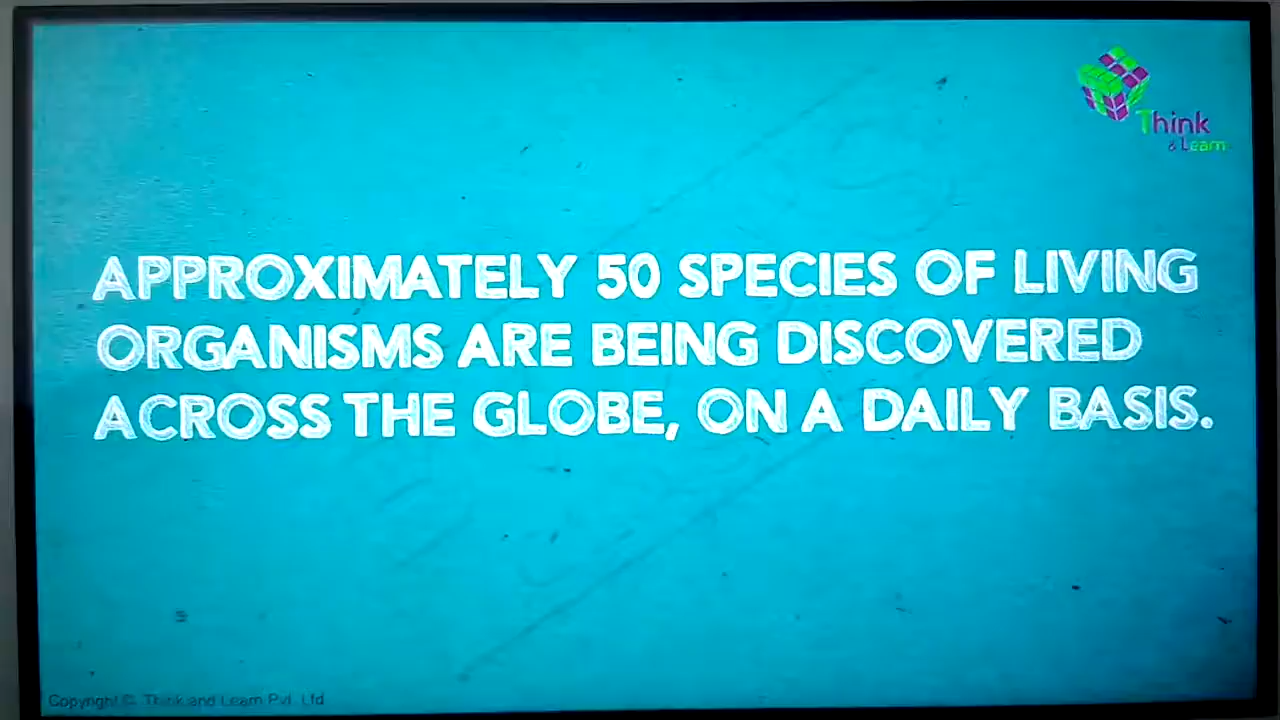 Think
& Learn
APPROXIMATELY 50 SPECIES OF LIVING
ORGANISMS ARE BEING DISCOVERED
ACROSS THE GLOBE, ON A DAILY BASIS.
Copyright © Think and Learn Pvt. Ltd